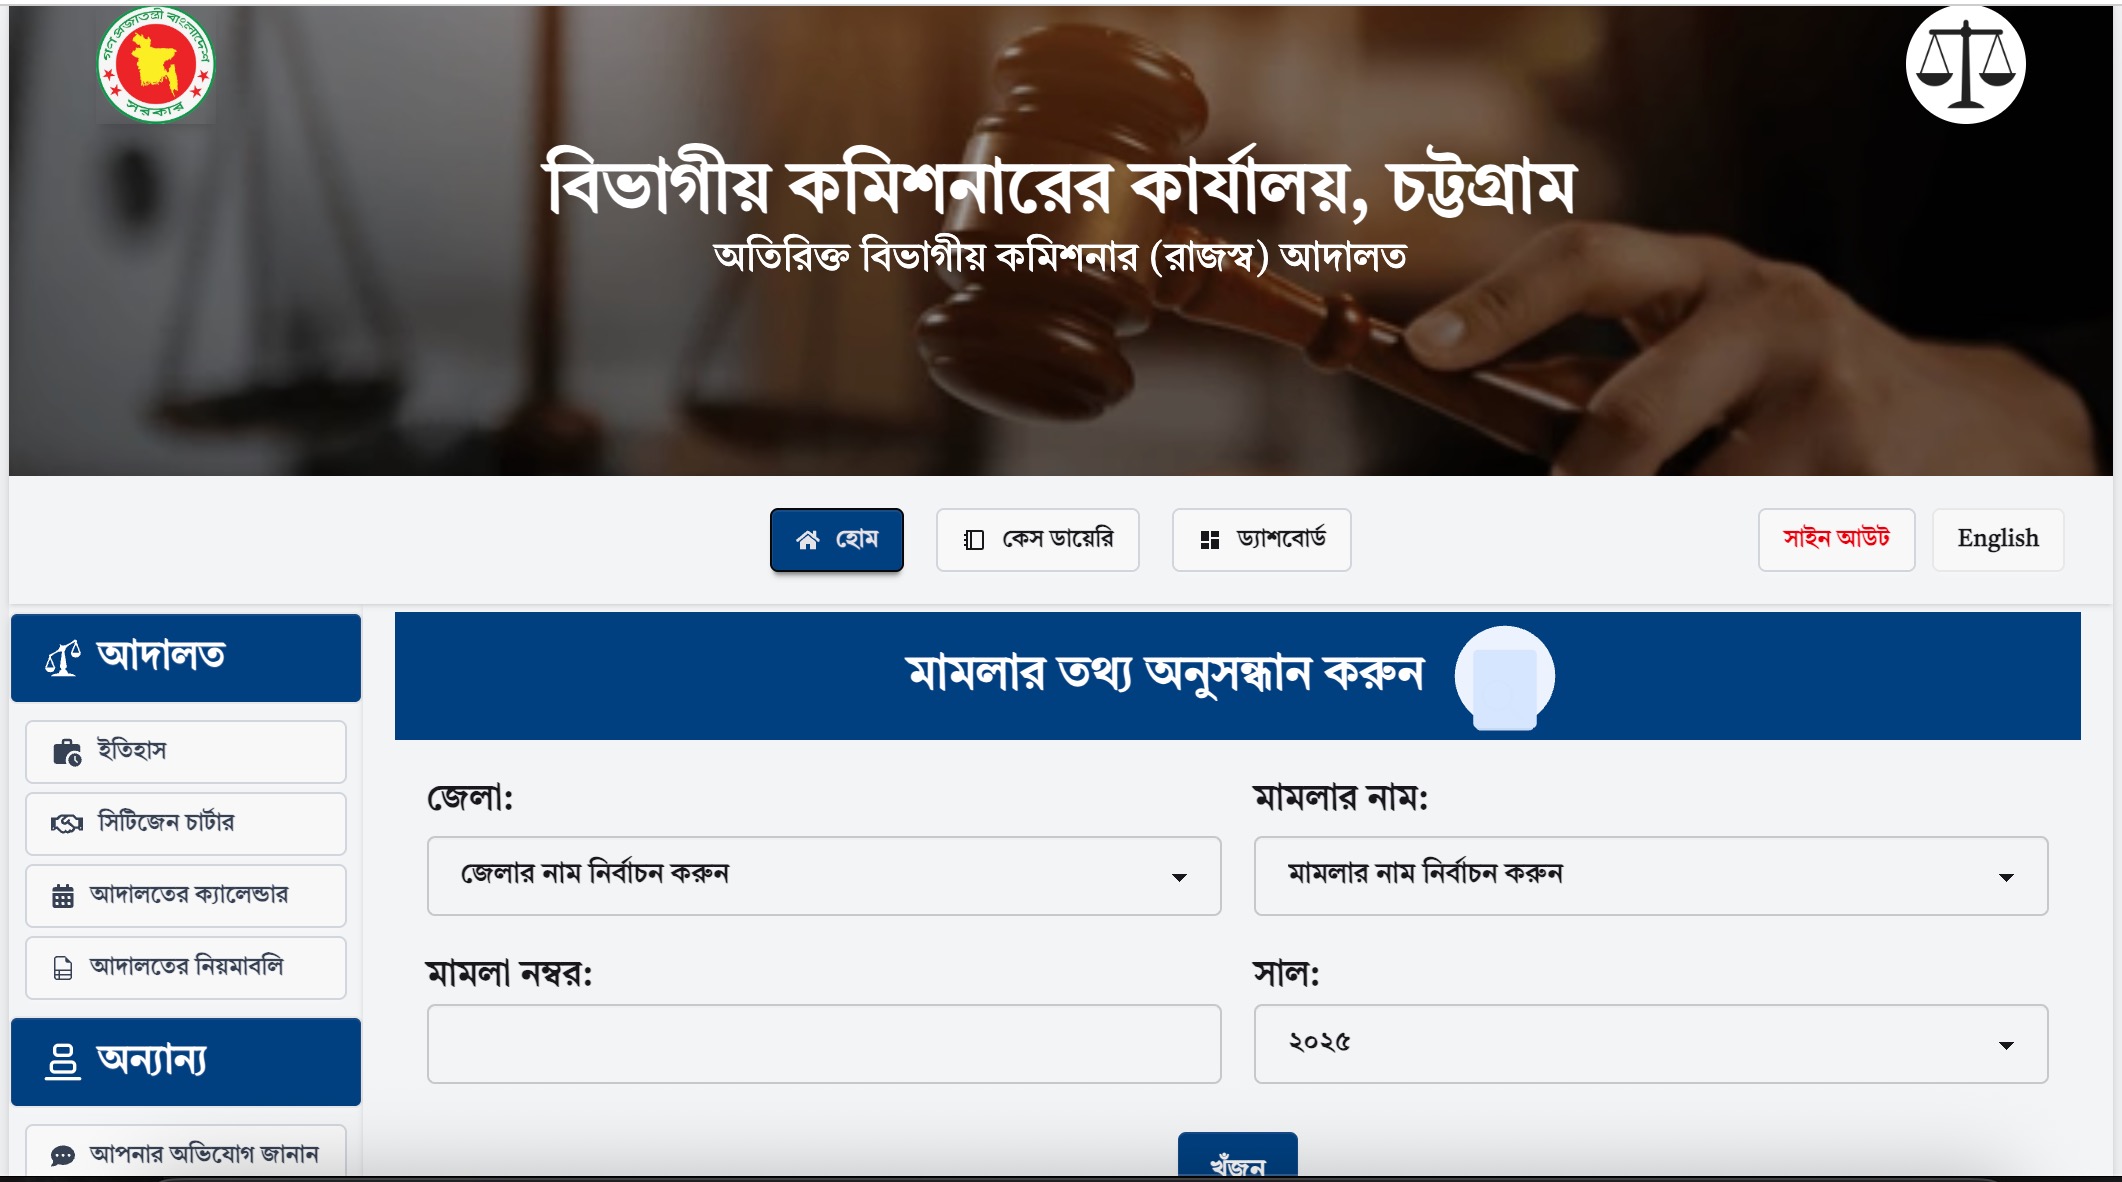 গণপ্রজাতন্ত্রী বাংলাদেশ
সরকার
বিভাগীয় কমিশনারের কার্যালয়, চট্টগ্রাম
অতিরিক্ত বিভাগীয় কমিশনার (রাজস্ব) আদালত
হোম
কেস ডায়েরি
ড্যাশবোর্ড
সাইন আউট
English
আদালত
ইতিহাস
সিটিজেন চার্টার
আদালতের ক্যালেন্ডার
আদালতের নিয়মাবলি
অন্যান্য
আপনার অভিযোগ জানান
মামলার তথ্য অনুসন্ধান করুন
জেলা:
জেলার নাম নির্বাচন করুন
মামলার নাম:
মামলার নাম নির্বাচন করুন
মামলা নম্বর:
সাল:
২০২৫
খুঁজুন